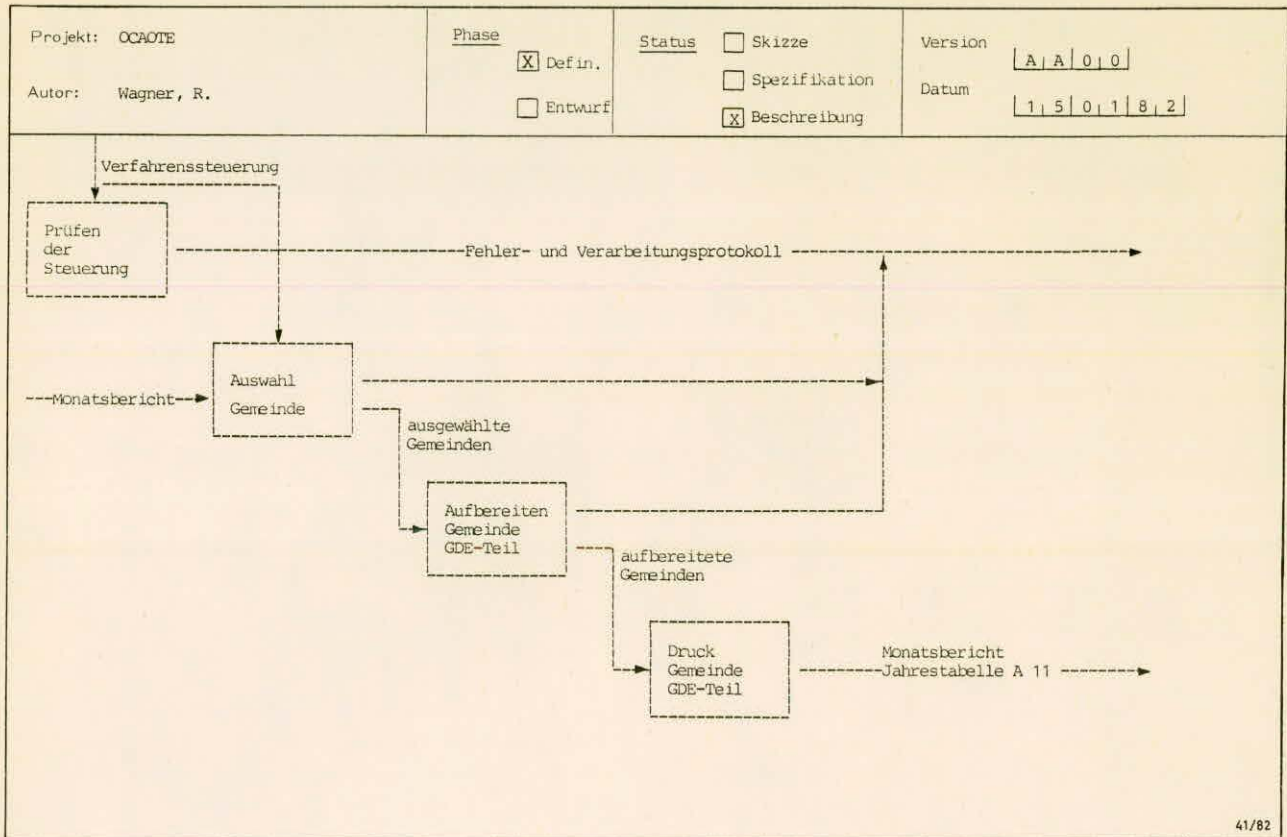 Projekt: OCAOTE
Autor: Wagner, R.
Phase
X Defin.
Entwurf
Status
Skizze
Spezifikation
X Beschreibung
Version
A A 0 0
Datum
1 5 0 1 8 2
Verfahrenssteuerung
Prüfen
der
Steuerung
Fehler- und Verarbeitungsprotokoll
Monatsbericht
Auswahl
Gemeinde
ausgewählte
Gemeinden
Aufbereiten
Gemeinde
GDE-Teil
aufbereitete
Gemeinden
Druck
Gemeinde
GDE-Teil
Monatsbericht
Jahrestabelle A 11
41/82